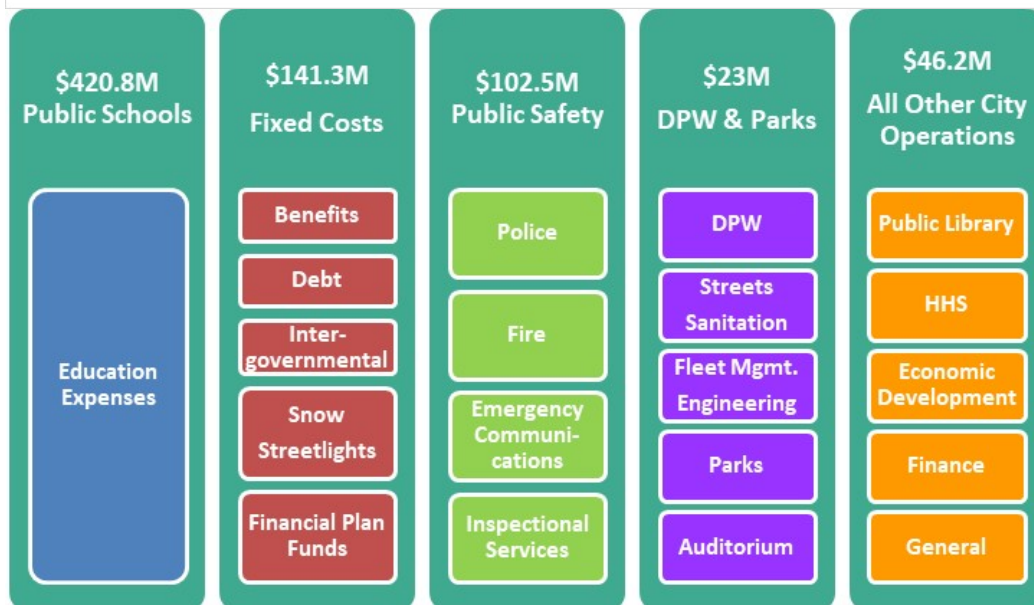 $420.8M
Public Schools
Education
Expenses
$141.3M
Fixed Costs
Benefits
Debt
Inter-
governmental
Snow
Streetlights
Financial Plan
Funds
$102.5M
Public Safety
Police
Fire
Emergency
Communi-
cations
Inspectional
Services
$23M
DPW & Parks
DPW
Streets
Sanitation
Fleet Mgmt.
Engineering
Parks
Auditorium
$46.2M
All Other City
Operations
Public Library
HHS
Economic
Development
Finance
General